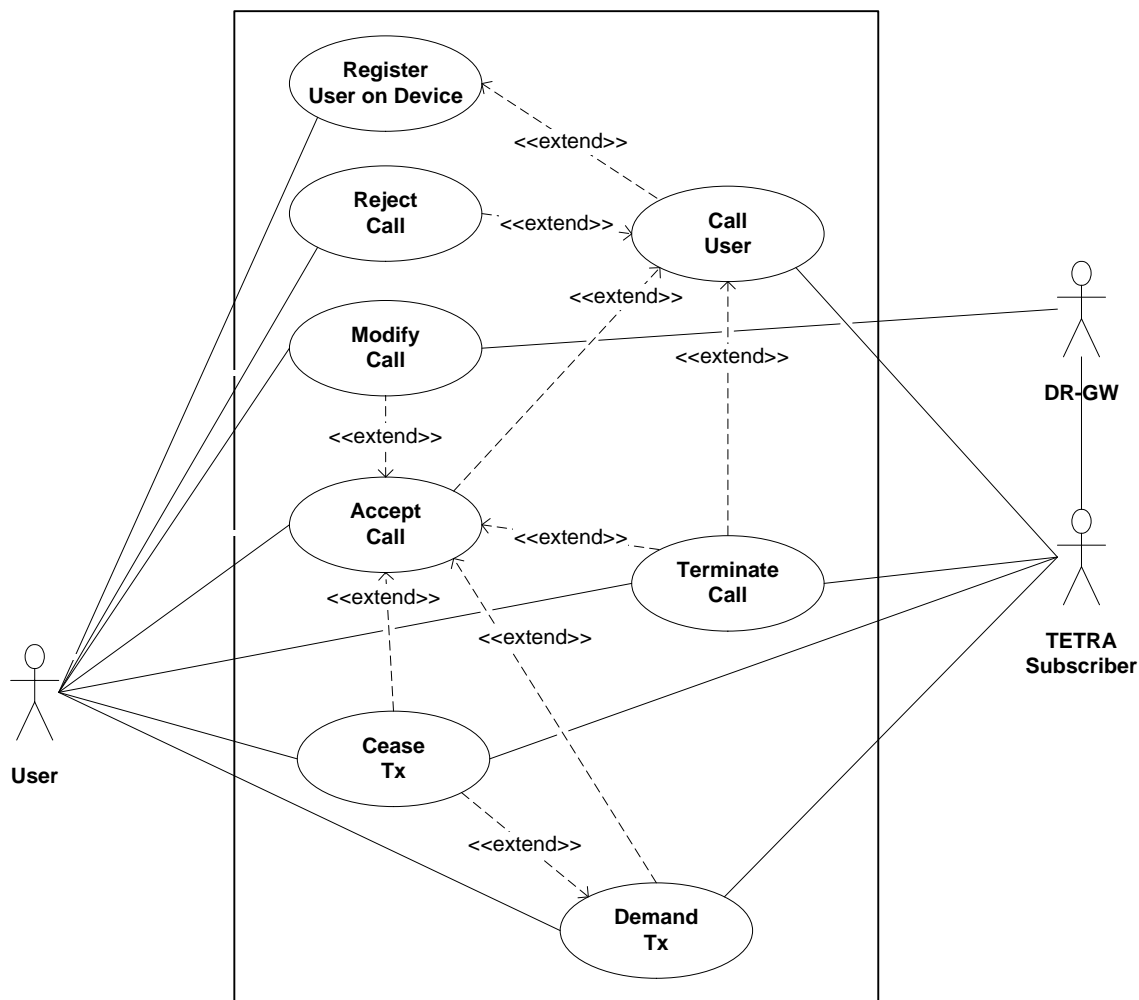 Register
User on Device
<<extend>>
Reject
Call
<<extend>>
Call
User
<<extend>>
Modify
Call
<<extend>>
DR-GW
<<extend>>
Accept
Call
<<extend>>
Terminate
Call
<<extend>>
<<extend>>
TETRA
Subscriber
User
Cease
Tx
<<extend>>
Demand
Tx